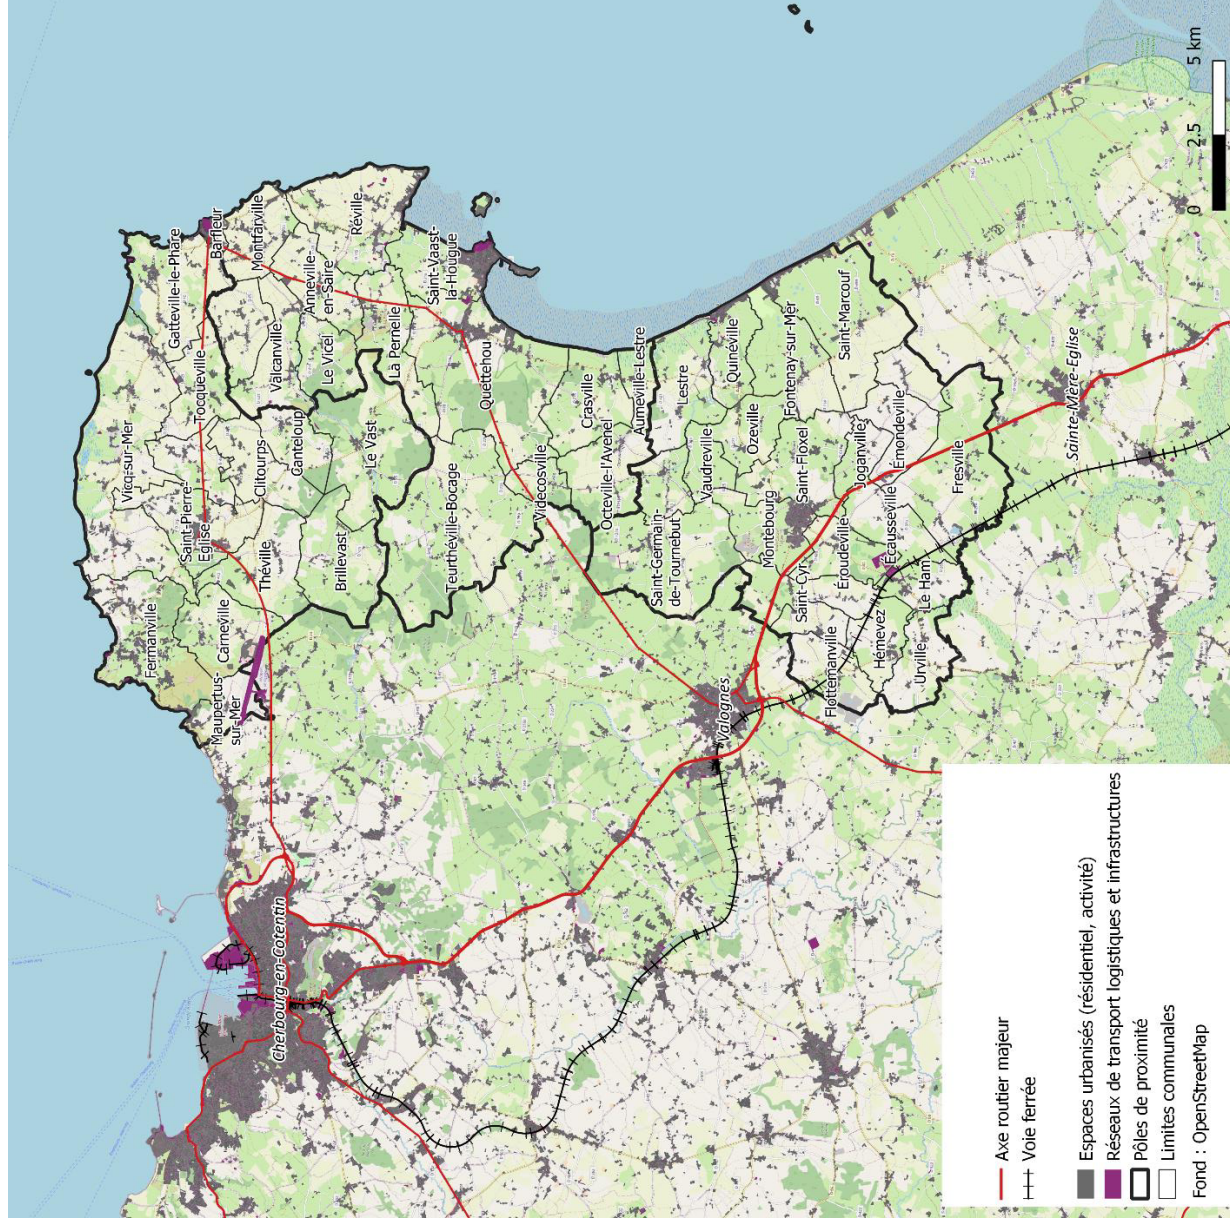 Cherbourg-en-Cotentin
Maupertus-
sur-Mer
Fermanville
Carneville
Théville
Saint-Pierre-
Eglise
Vicq-sur-Mer
Tocqueville
Gatteville-le-Phare
Barfleur
Montfarville
Réville
Anneville-
en-Saire
Valcanville
Le Vicel
La Pernelle
Saint-Vaast-
la-Hougue
Clitourps
Canteloup
Brillevast
Le Vast
Teurthéville-Bocage
Quettehou
Videcosville
Crasville
Octeville-l'Avenel
Aumeville-Lestre
Saint-Germain-
de-Tournebut
Vaudreville
Lestre
Quinéville
Ozeville
Fontenay-sur-Mer
Saint-Marcouf
Montebourg
Saint-Floxel
Joganville
Émondeville
Saint-Cyr
Éroudeville
Écausseville
Fresville
Flottemanville
Hémevez
Le Ham
Urville
Valognes
Sainte-Mère-Eglise
Axe routier majeur
Voie ferrée
Espaces urbanisés (résidentiel, activité)
Réseaux de transport logistiques et infrastructures
Pôles de proximité
Limites communales
Fond : OpenStreetMap
0 2.5 5 km